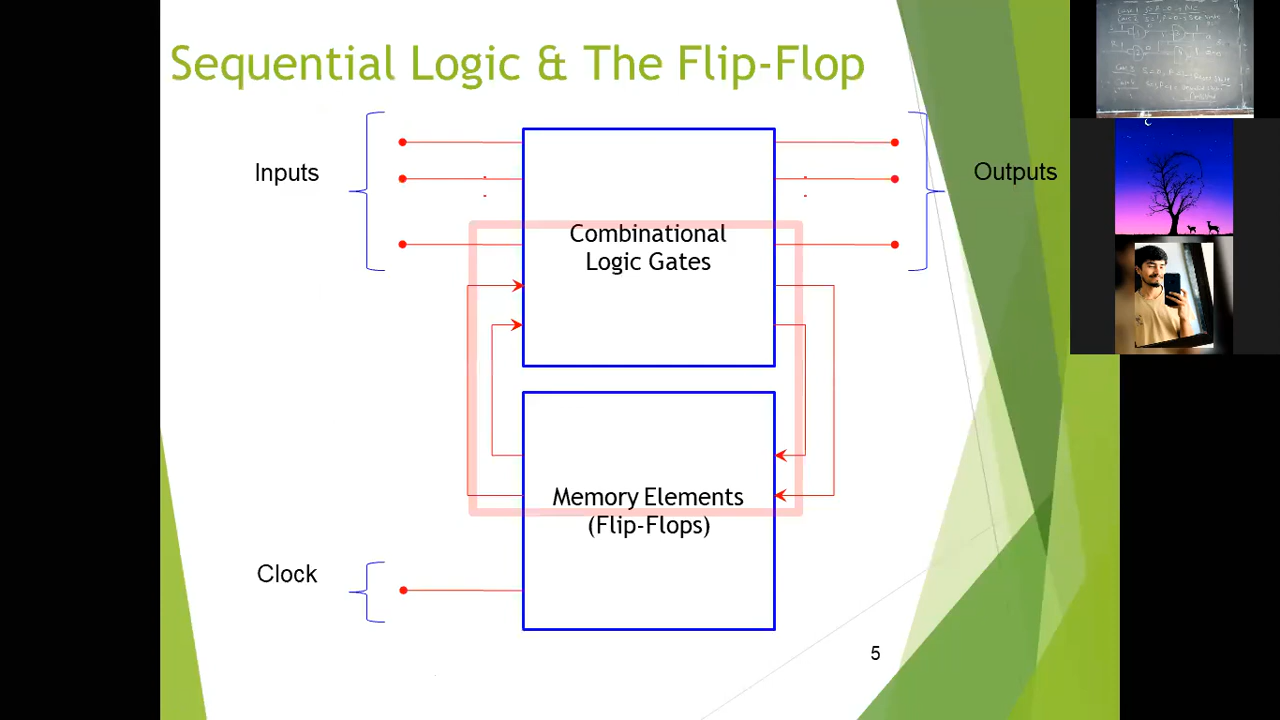 Sequential Logic & The Flip-Flop
Inputs
Outputs
Combinational
Logic Gates
Memory Elements
(Flip-Flops)
Clock
5